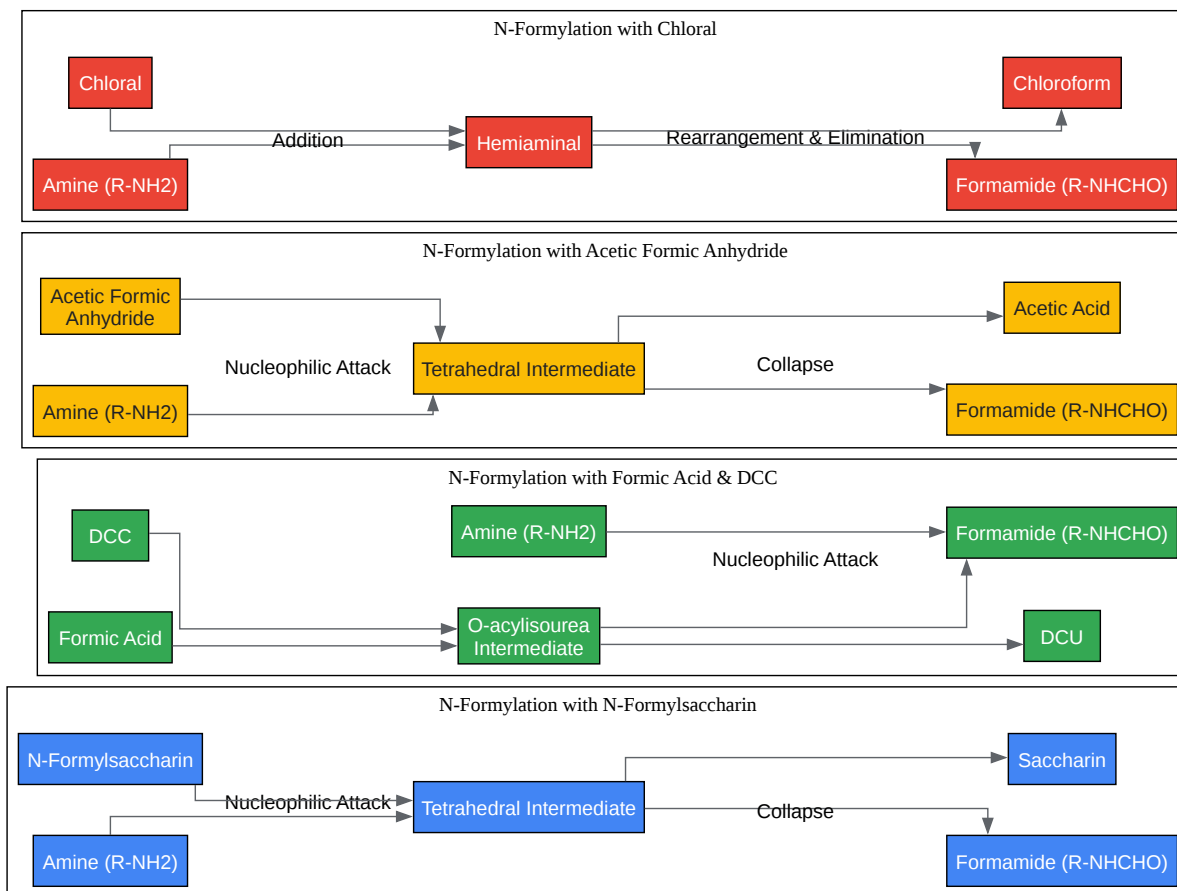 N-Formylation with Chloral
Chloral
Chloroform
Addition
Hemiaminal
Rearrangement & Elimination
Amine (R-NH2)
Formamide (R-NHCHO)
N-Formylation with Acetic Formic Anhydride
Acetic Formic
Anhydride
Acetic Acid
Nucleophilic Attack
Tetrahedral Intermediate
Collapse
Amine (R-NH2)
Formamide (R-NHCHO)
N-Formylation with Formic Acid & DCC
DCC
Amine (R-NH2)
Formamide (R-NHCHO)
Nucleophilic Attack
Formic Acid
O-acylisourea
Intermediate
DCU
N-Formylation with N-Formylsaccharin
N-Formylsaccharin
Saccharin
Nucleophilic Attack
Tetrahedral Intermediate
Collapse
Amine (R-NH2)
Formamide (R-NHCHO)